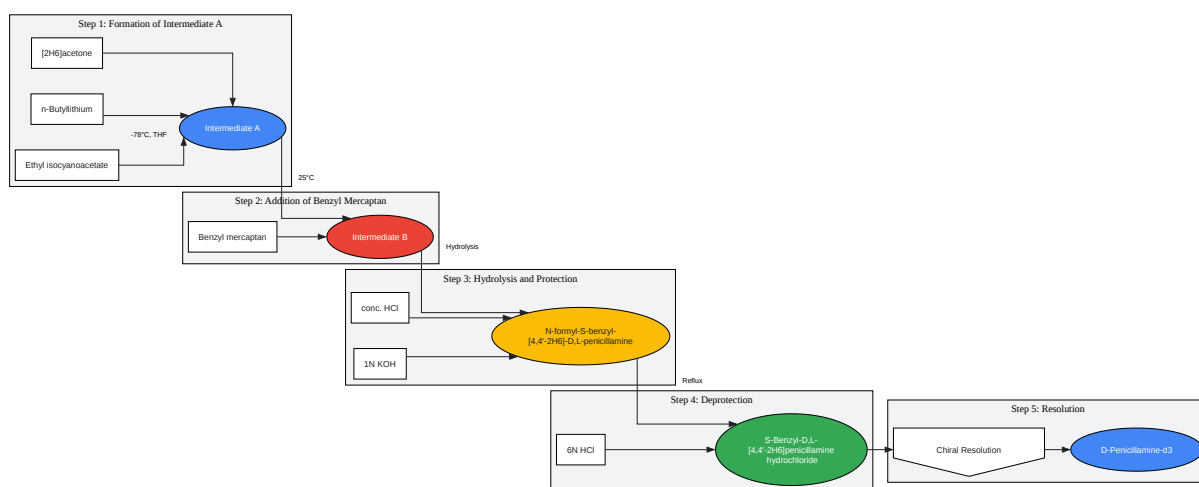 Step 1: Formation of Intermediate A
[2H6]acetone
n-Butyllithium
Intermediate A
-78°C, THF
Ethyl isocyanoacetate
25°C
Step 2: Addition of Benzyl Mercaptan
Benzyl mercaptan
Intermediate B
Hydrolysis
Step 3: Hydrolysis and Protection
conc. HCl
N-formyl-S-benzyl-
[4,4'-2H6]-D,L-penicillamine
1N KOH
Reflux
Step 4: Deprotection
6N HCl
S-Benzyl-D,L-
[4,4'-2H6]penicillamine
hydrochloride
Step 5: Resolution
Chiral Resolution
D-Penicillamine-d3